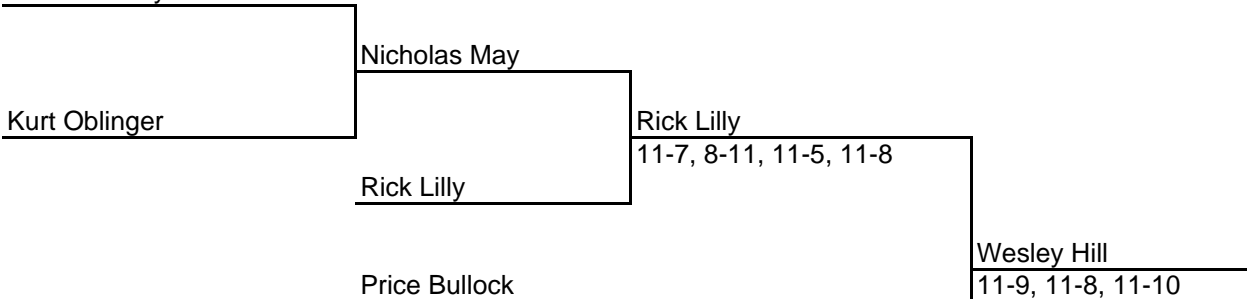 Nicholas May
Kurt Oblinger
Rick Lilly
11-7, 8-11, 11-5, 11-8
Rick Lilly
Wesley Hill
Price Bullock
11-9, 11-8, 11-10